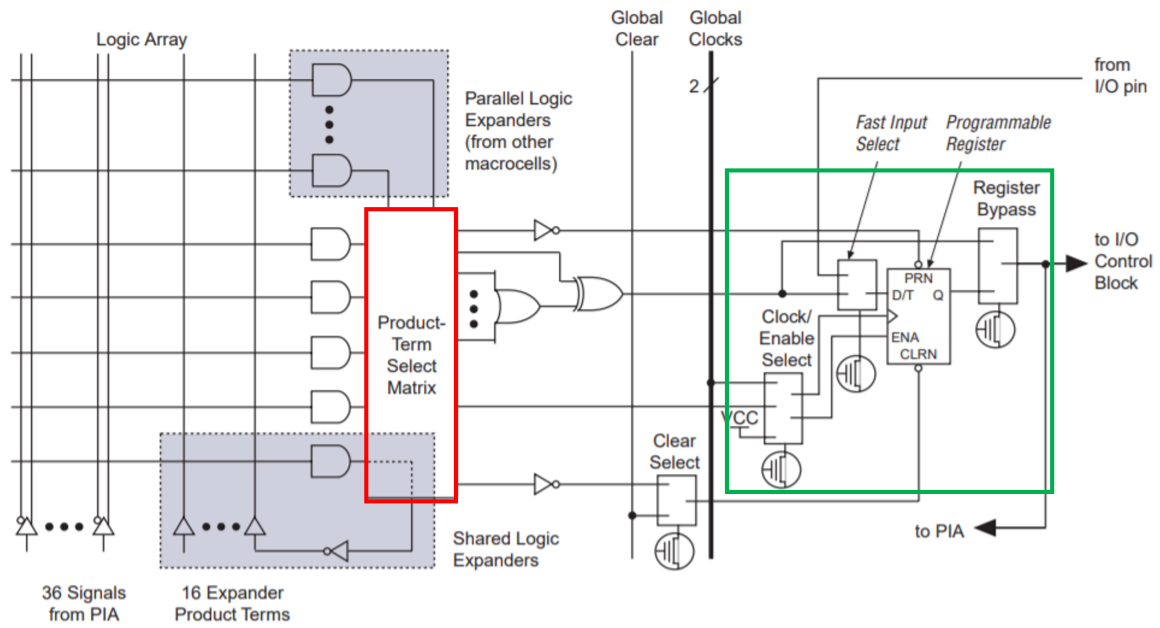 Logic Array
Parallel Logic
Expanders
(from other
macrocells)
Global
Clear
Global
Clocks
2
from
I/O pin
Fast Input
Select
Programmable
Register
Register
Bypass
to I/O
Control
Block
PRN
D/T Q
ENA
CLRN
Clock/
Enable
Select
VCC
Product-
Term
Select
Matrix
Clear
Select
to PIA
Shared Logic
Expanders
36 Signals
from PIA
16 Expander
Product Terms